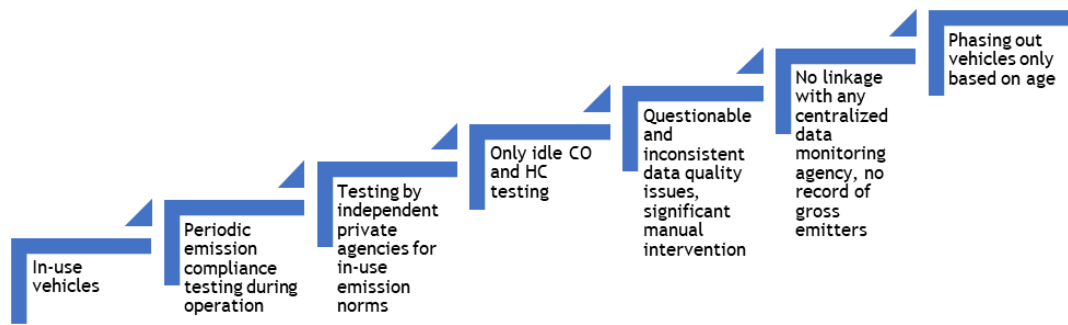 In-use
vehicles
Periodic
emission
compliance
testing during
operation
Testing by
independent
private
agencies for
in-use
emission
norms
Only idle CO
and HC
testing
Questionable
and
inconsistent
data quality
issues,
significant
manual
intervention
No linkage
with any
centralized
data
monitoring
agency, no
record of
gross
emitters
Phasing out
vehicles only
based on age